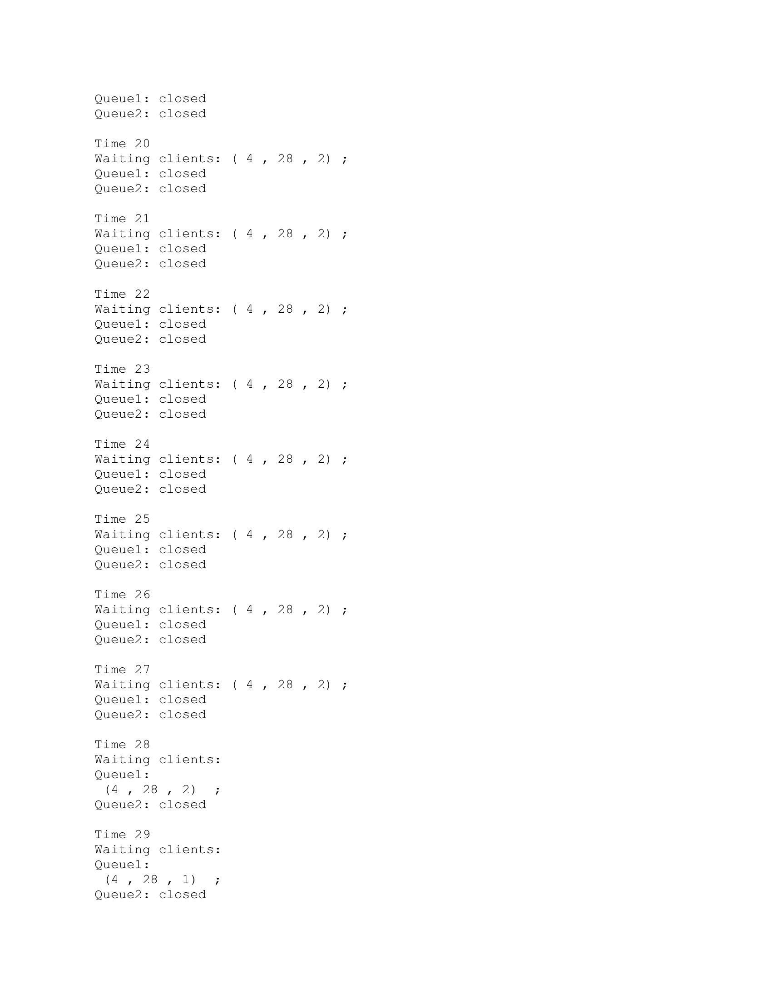 Queue1: closed
Queue2: closed
Time 20
Waiting clients: ( 4 , 28 , 2) ;
Queue1: closed
Queue2: closed
Time 21
Waiting clients: ( 4 , 28 , 2) ;
Queue1: closed
Queue2: closed
Time 22
Waiting clients: ( 4 , 28 , 2) ;
Queue1: closed
Queue2: closed
Time 23
Waiting clients: ( 4 , 28 , 2) ;
Queue1: closed
Queue2: closed
Time 24
Waiting clients: ( 4 , 28 , 2) ;
Queue1: closed
Queue2: closed
Time 25
Waiting clients: ( 4 , 28 , 2) ;
Queue1: closed
Queue2: closed
Time 26
Waiting clients: ( 4 , 28 , 2) ;
Queue1: closed
Queue2: closed
Time 27
Waiting clients: ( 4 , 28 , 2) ;
Queue1: closed
Queue2: closed
Time 28
Waiting clients:
Queue1:
(4 , 28 , 2)  ;
Queue2: closed
Time 29
Waiting clients:
Queue1:
(4 , 28 , 1)  ;
Queue2: closed